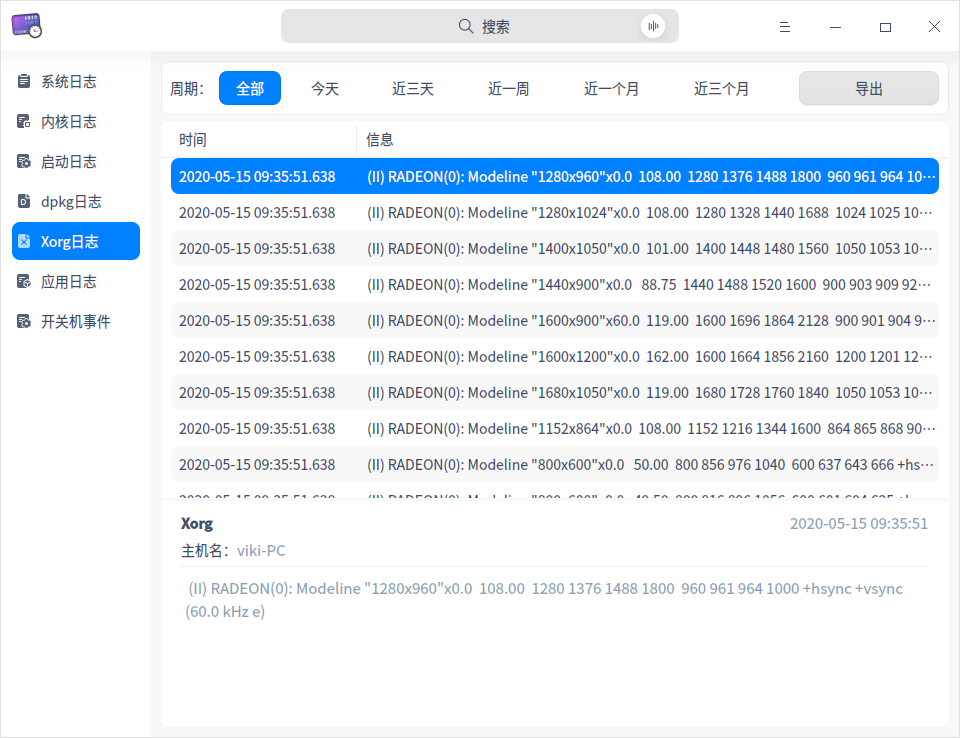 搜索
系统日志
内核日志
启动日志
dpkg日志
Xorg日志
应用日志
开关机事件
周期： 全部 今天 近三天 近一周 近一个月 近三个月 导出
时间 信息
2020-05-15 09:35:51.638 (II) RADEON(0): Modeline "1280x960"x0.0 108.00 1280 1376 1488 1800 960 961 964 10···
2020-05-15 09:35:51.638 (II) RADEON(0): Modeline "1280x1024"x0.0 108.00 1280 1328 1440 1688 1024 1025 10···
2020-05-15 09:35:51.638 (II) RADEON(0): Modeline "1400x1050"x0.0 101.00 1400 1448 1480 1560 1050 1053 10···
2020-05-15 09:35:51.638 (II) RADEON(0): Modeline "1440x900"x0.0 88.75 1440 1488 1520 1600 900 903 909 92···
2020-05-15 09:35:51.638 (II) RADEON(0): Modeline "1600x900"x60.0 119.00 1600 1696 1864 2128 900 901 904 9···
2020-05-15 09:35:51.638 (II) RADEON(0): Modeline "1600x1200"x0.0 162.00 1600 1664 1856 2160 1200 1201 12···
2020-05-15 09:35:51.638 (II) RADEON(0): Modeline "1680x1050"x0.0 119.00 1680 1728 1760 1840 1050 1053 10···
2020-05-15 09:35:51.638 (II) RADEON(0): Modeline "1152x864"x0.0 108.00 1152 1216 1344 1600 864 865 868 90···
2020-05-15 09:35:51.638 (II) RADEON(0): Modeline "800x600"x0.0 50.00 800 856 976 1040 600 637 643 666 +hs···
Xorg 2020-05-15 09:35:51
主机名： viki-PC
(II) RADEON(0): Modeline "1280x960"x0.0 108.00 1280 1376 1488 1800 960 961 964 1000 +hsync +vsync
(60.0 kHz e)